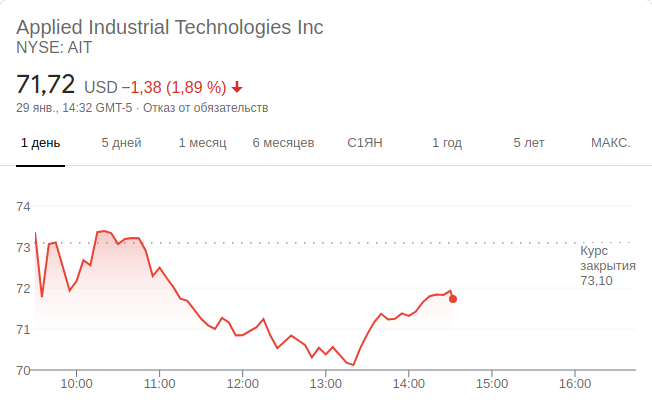 Applied Industrial Technologies Inc
NYSE: AIT
71,72 USD −1,38 (1,89 %)
29 янв., 14:32 GMT-5 · Отказ от обязательств
1 день 5 дней 1 месяц 6 месяцев С1ЯН 1 год 5 лет МАКС.
74
73
72
71
70
Курс
закрытия
73,10
10:00 11:00 12:00 13:00 14:00 15:00 16:00